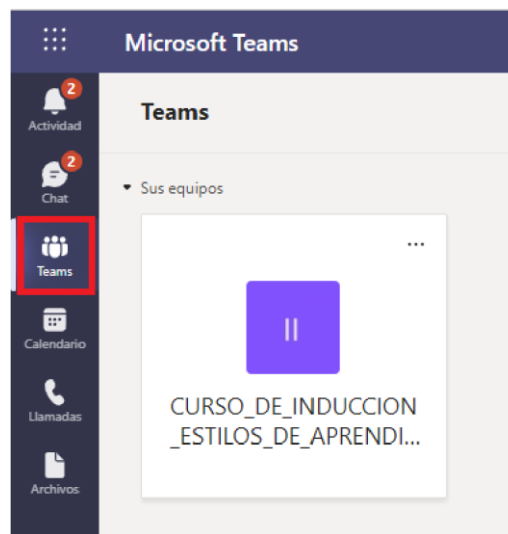 Microsoft Teams
2
Actividad
2
Chat
Teams
Calendario
Llamadas
Archivos
Teams
Sus equipos
...
II
CURSO_DE_INDUCCION
_ESTILOS_DE_APRENDI...